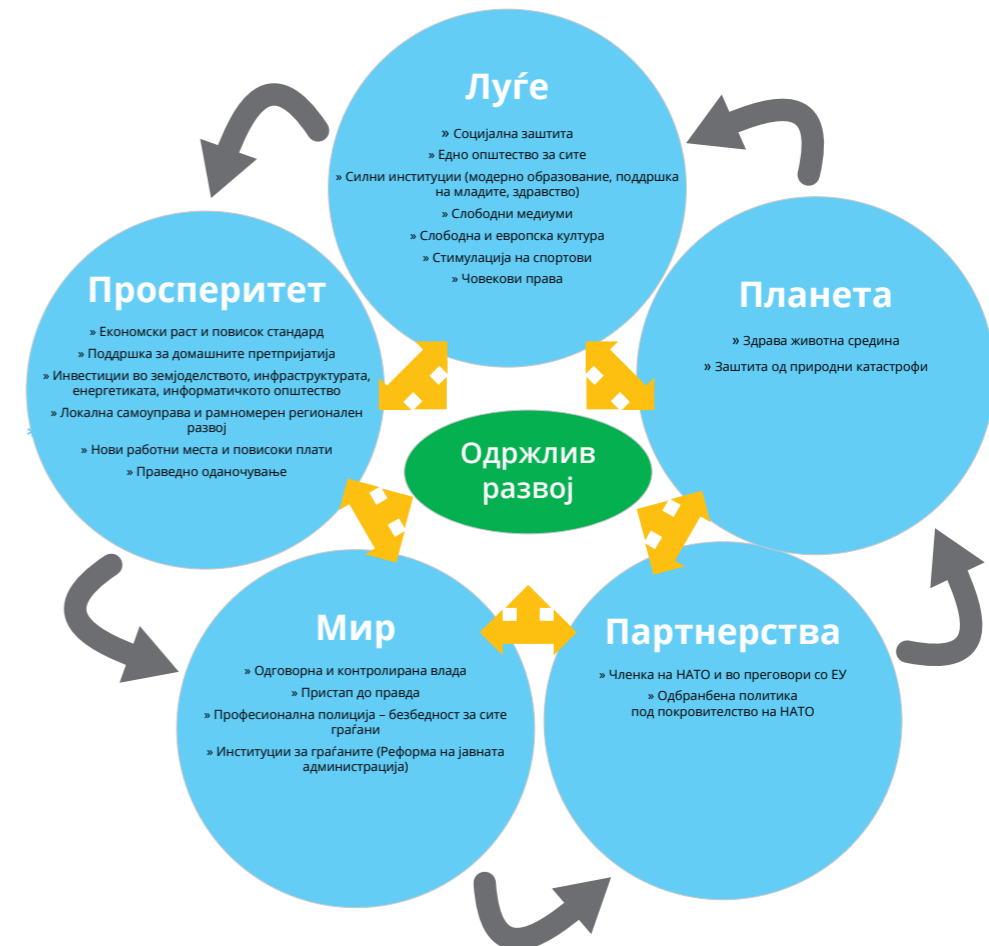 Луѓе
» Социјална заштита
» Едно општество за сите
» Силни институции (модерно образование, поддршка
на младите, здравство)
» Слободни медиуми
» Слободна и европска култура
» Стимулација на спортови
» Човекови права
Просперитет
» Економски раст и повисок стандард
» Поддршка за домашните претпријатија
» Инвестиции во земјоделството, инфраструктурата,
енергетиката, информатичкото општество
» Локална самоуправа и рамномерен регионален
развој
» Нови работни места и повисоки плати
» Праведно оданочување
»
Планета
» Здрава животна средина
» Заштита од природни катастрофи
Одржлив
развој
Мир
» Одговорна и контролирана влада
» Пристап до правда
» Професионална полиција – безбедност за сите
граѓани
» Институции за граѓаните (Реформа на јавната
администрација)
Партнерства
» Членка на НАТО и во преговори со ЕУ
» Одбранбена политика
под покровителство на НАТО